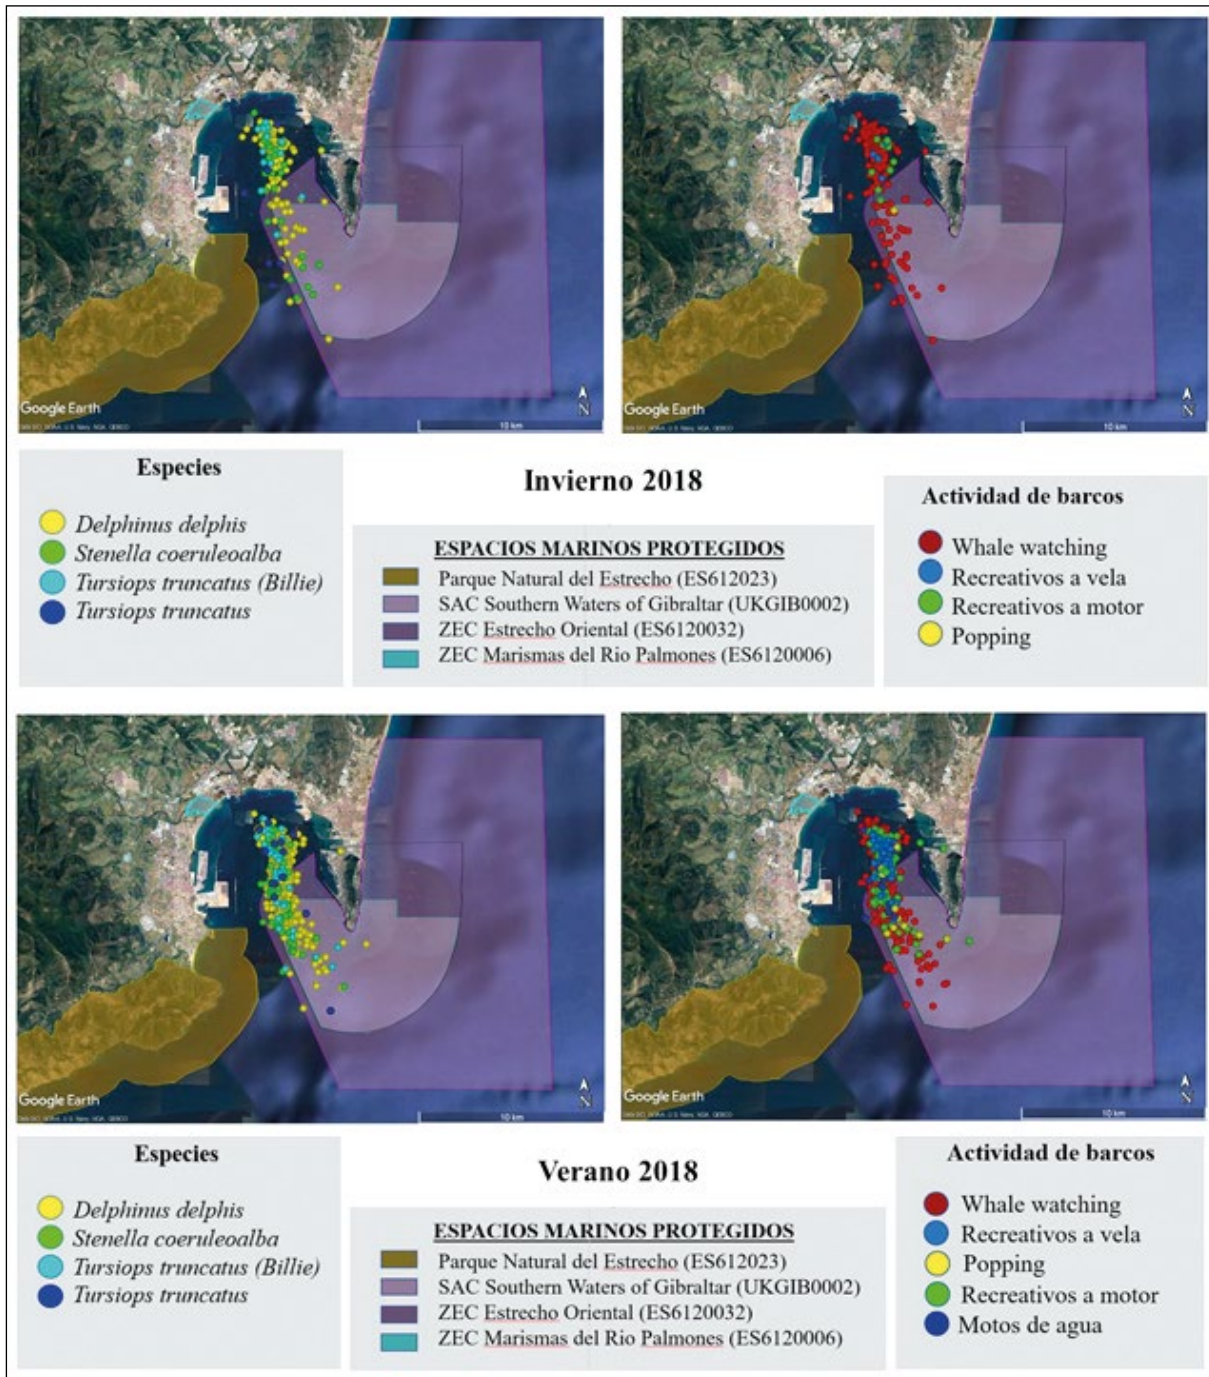 Google Earth
N
10 km
Google Earth
N
10 km
Especies
Delphinus delphis
Stenella coeruleoalba
Tursiops truncatus (Billie)
Tursiops truncatus
Invierno 2018
ESPACIOS MARINOS PROTEGIDOS
Parque Natural del Estrecho (ES612023)
SAC Southern Waters of Gibraltar (UKGIB0002)
ZEC Estrecho Oriental (ES6120032)
ZEC Marismas del Rio Palmones (ES6120006)
Actividad de barcos
Whale watching
Recreativos a vela
Recreativos a motor
Popping
Google Earth
N
10 km
Google Earth
N
10 km
Especies
Delphinus delphis
Stenella coeruleoalba
Tursiops truncatus (Billie)
Tursiops truncatus
Verano 2018
ESPACIOS MARINOS PROTEGIDOS
Parque Natural del Estrecho (ES612023)
SAC Southern Waters of Gibraltar (UKGIB0002)
ZEC Estrecho Oriental (ES6120032)
ZEC Marismas del Rio Palmones (ES6120006)
Actividad de barcos
Whale watching
Recreativos a vela
Popping
Recreativos a motor
Motos de agua